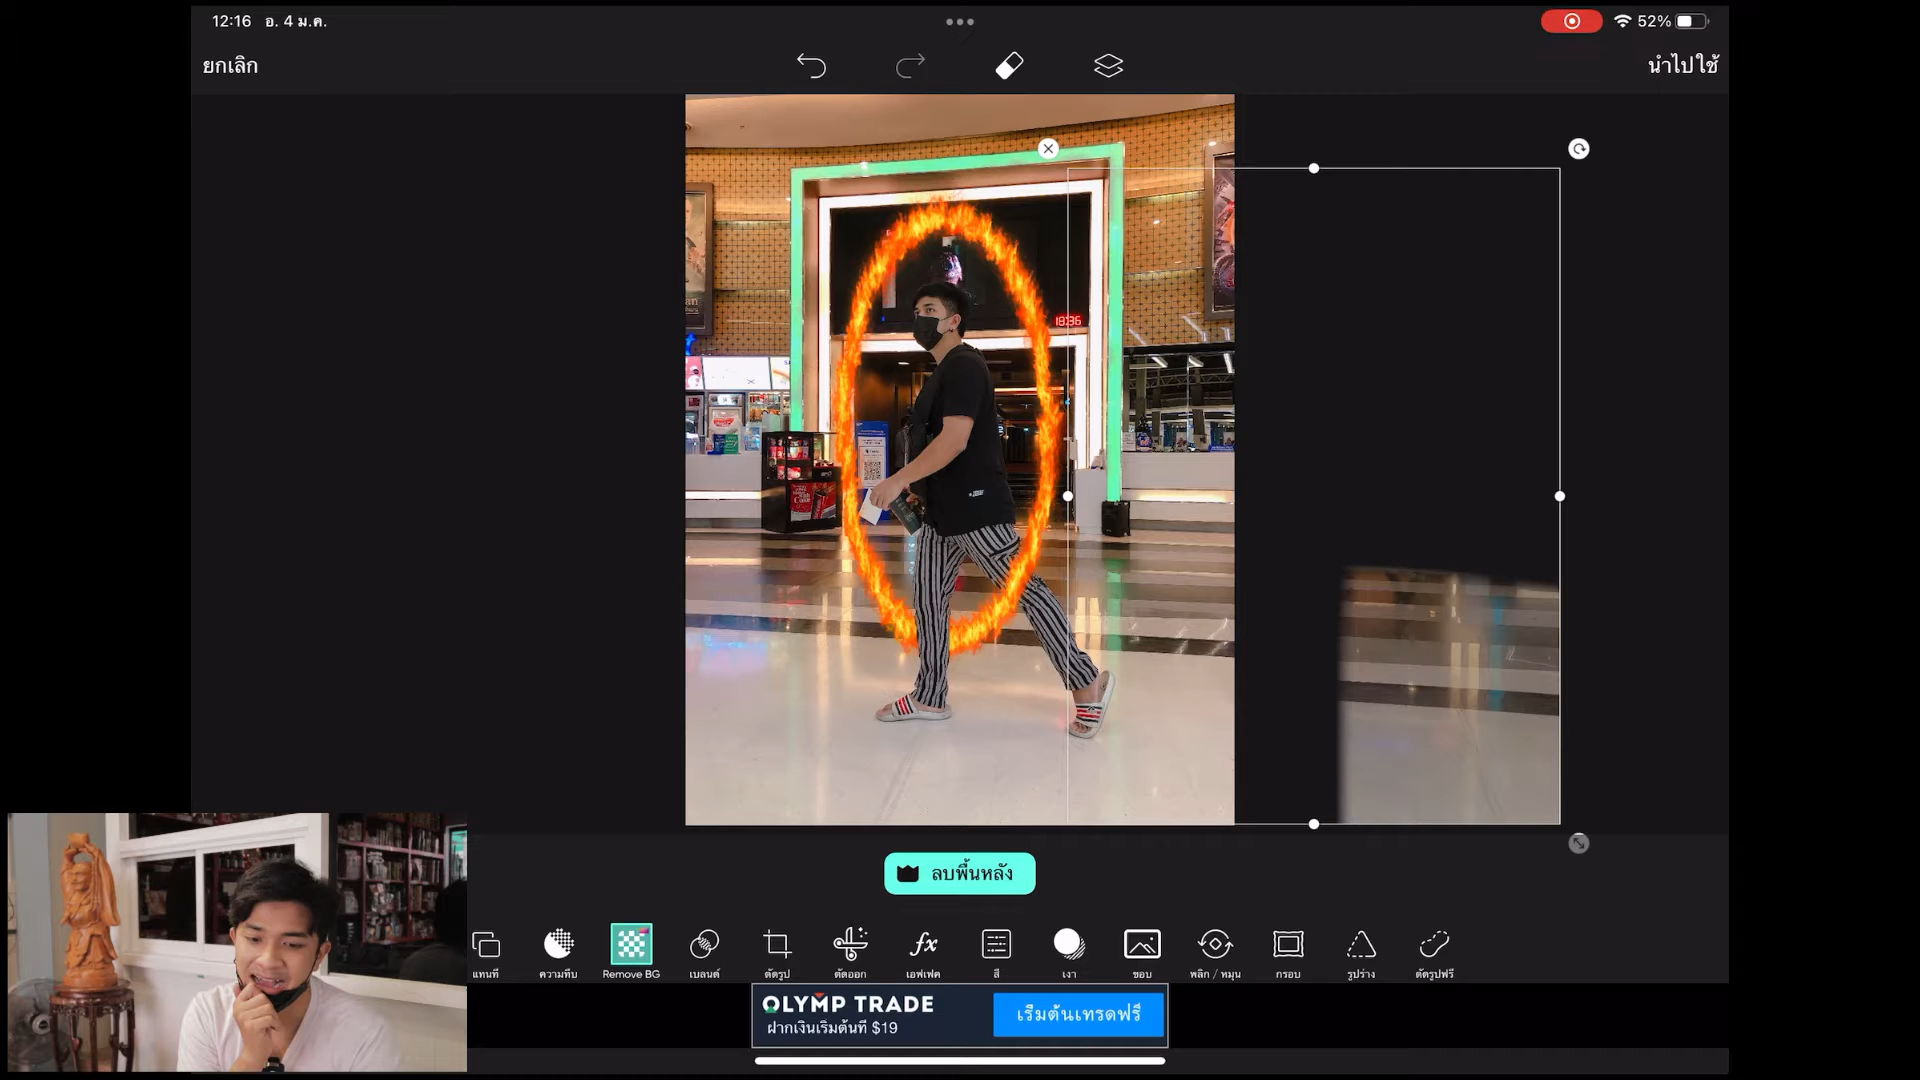 12:16 อ. 4 ม.ค.
52%
ยกเลิก
นำไปใช้
an
18:36
ลบพื้นหลัง
แทนที่
ความทึบ
Remove BG
เบลนด์
ตัดรูป
ตัดออก
เอฟเฟค
สี
เงา
ขอบ
พลิก / หมุน
กรอบ
รูปร่าง
ตัดรูปฟรี
OLYMP TRADE
ฝากเงินเริ่มต้นที่ $19
เริ่มต้นเทรดฟรี